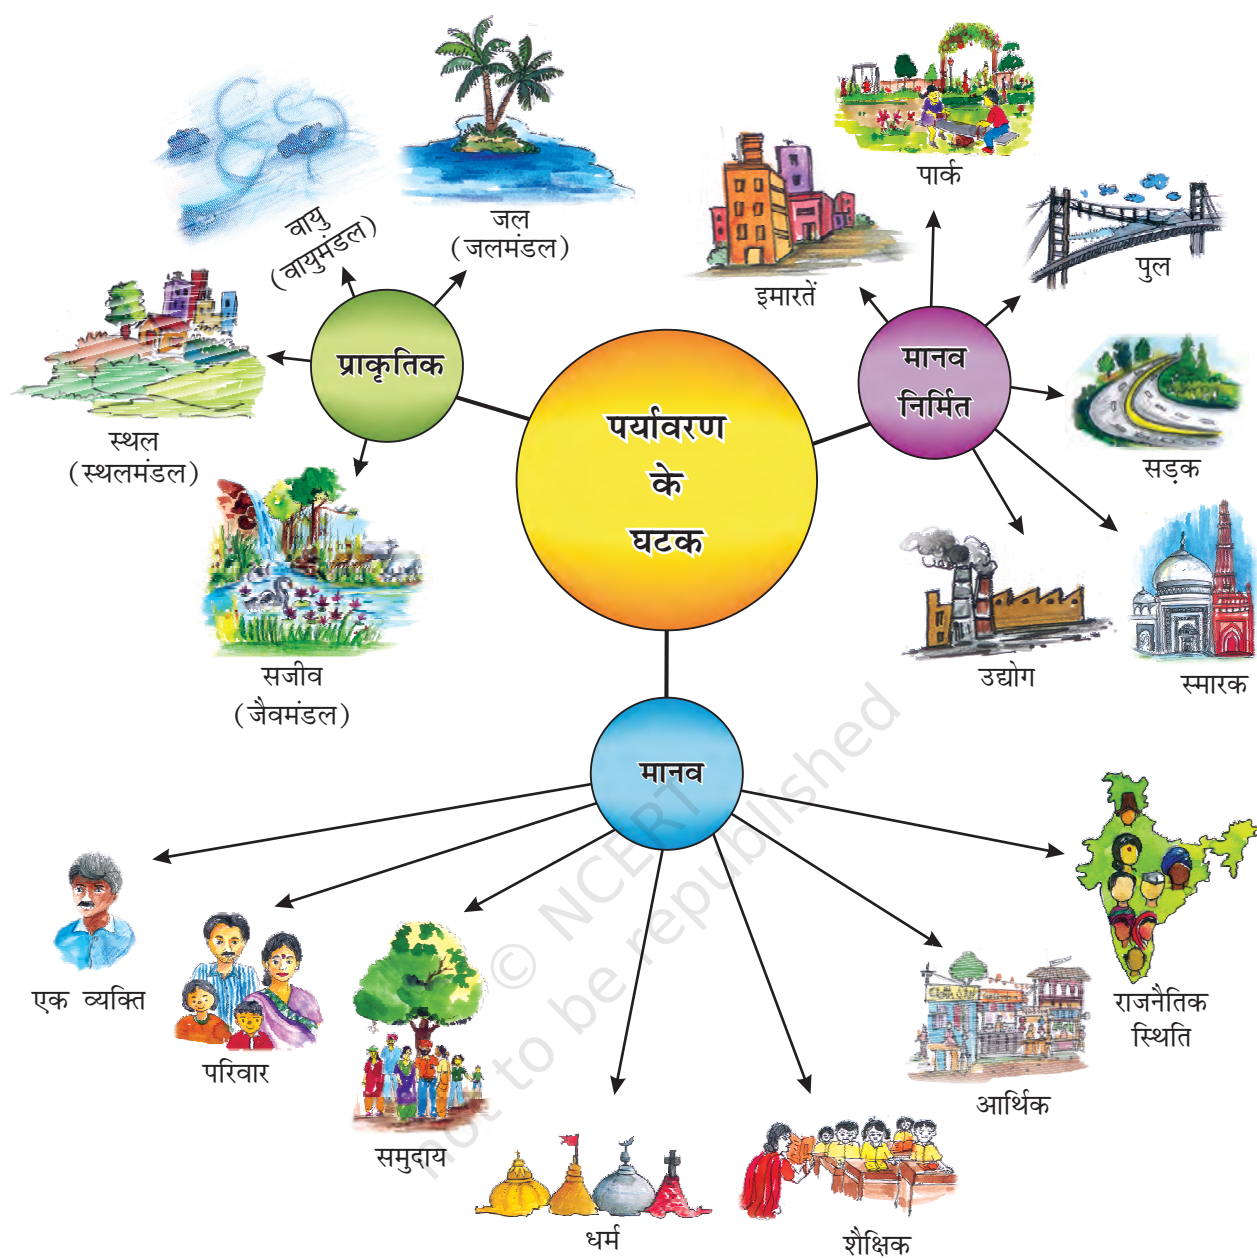 पर्यावरण
के
घटक
प्राकृतिक
वायु
(वायुमंडल)
जल
(जलमंडल)
स्थल
(स्थलमंडल)
सजीव
(जैवमंडल)
मानव
निर्मित
इमारतें
पार्क
पुल
सड़क
स्मारक
उद्योग
मानव
एक व्यक्ति
परिवार
समुदाय
धर्म
शैक्षिक
आर्थिक
राजनैतिक
स्थिति
© NCERT
not to be republished